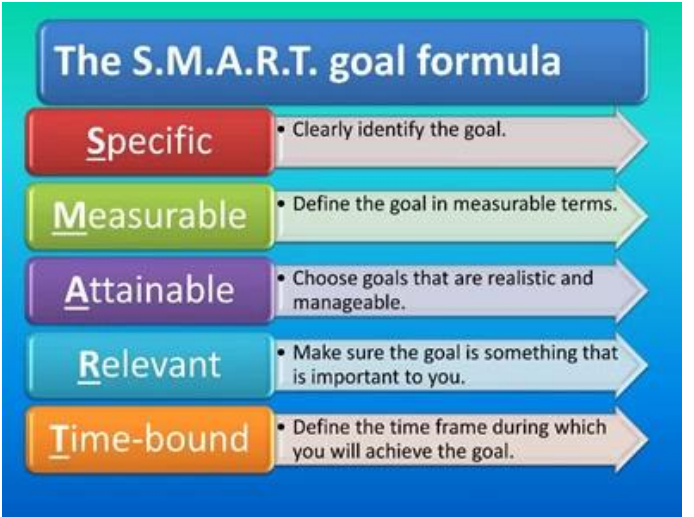 The S.M.A.R.T. goal formula
Specific
• Clearly identify the goal.
Measurable
• Define the goal in measurable terms.
Attainable
• Choose goals that are realistic and
manageable.
Relevant
• Make sure the goal is something that
is important to you.
Time-bound
• Define the time frame during which
you will achieve the goal.